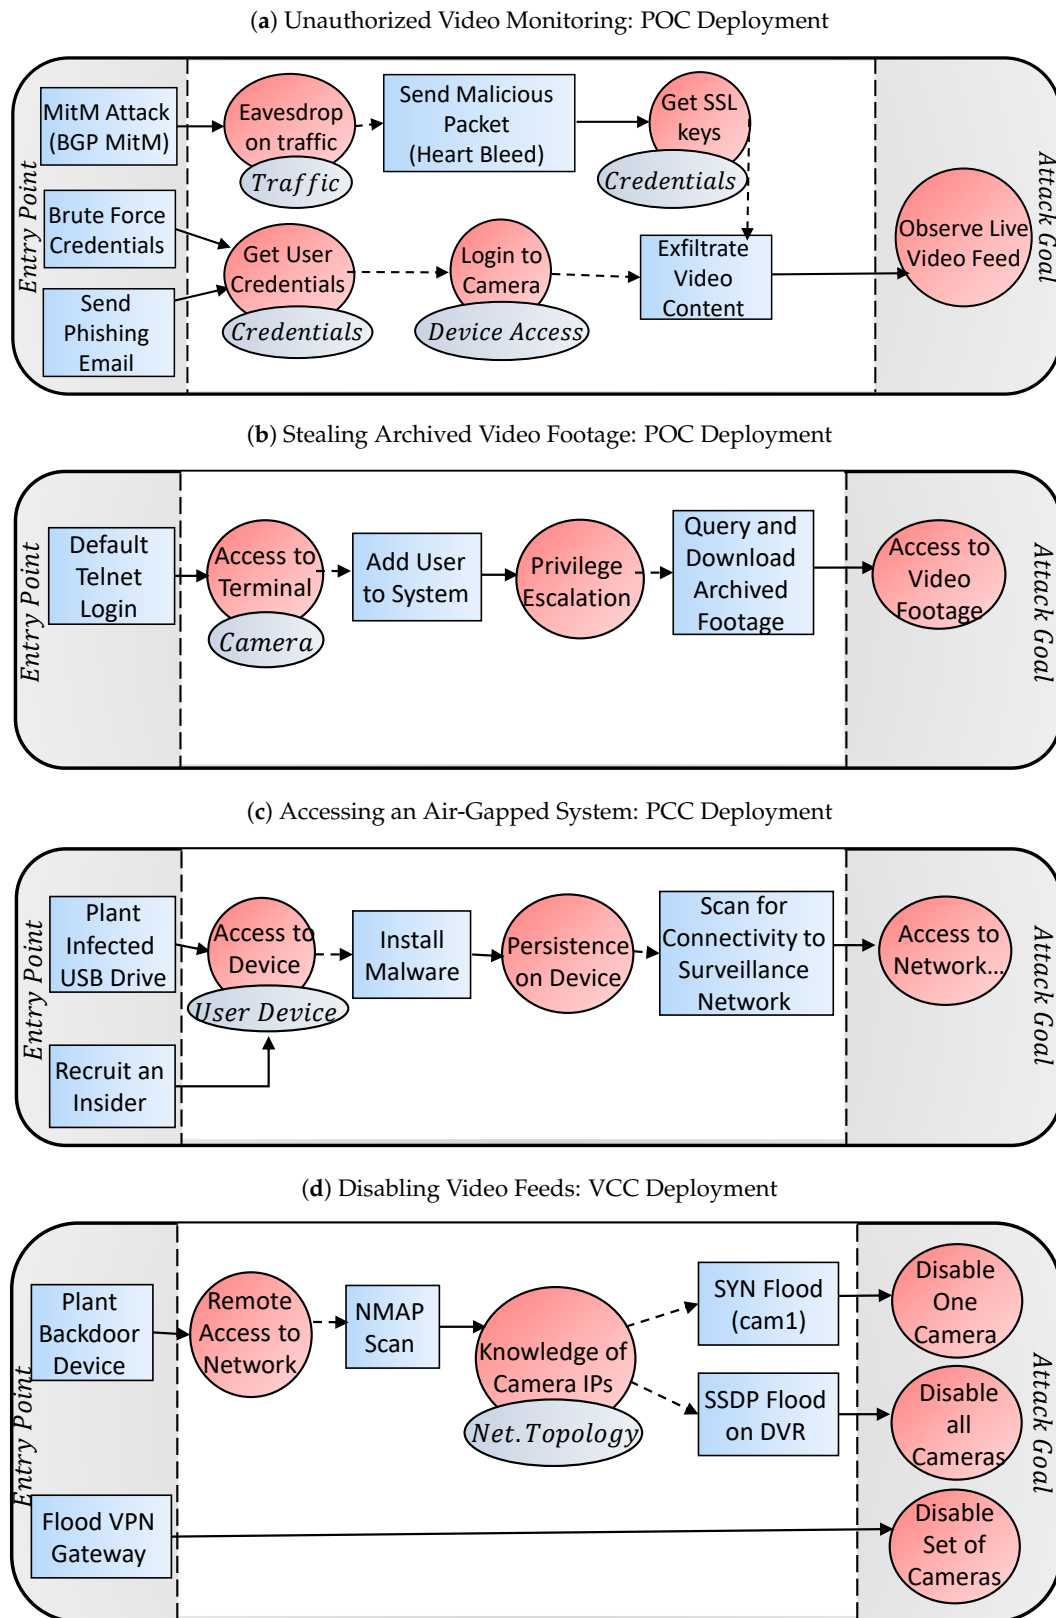 (a) Unauthorized Video Monitoring: POC Deployment
Entry Point
MitM Attack
(BGP MitM)
Eavesdrop
on traffic
Traffic
Send Malicious
Packet
(Heart Bleed)
Get SSL
keys
Credentials
Brute Force
Credentials
Send
Phishing
Email
Get User
Credentials
Credentials
Login to
Camera
Device Access
Exfiltrate
Video
Content
Observe Live
Video Feed
Attack Goal
(b) Stealing Archived Video Footage: POC Deployment
Entry Point
Default
Telnet
Login
Access to
Terminal
Camera
Add User
to System
Privilege
Escalation
Query and
Download
Archived
Footage
Access to
Video
Footage
Attack Goal
(c) Accessing an Air-Gapped System: PCC Deployment
Entry Point
Plant
Infected
USB Drive
Recruit an
Insider
Access to
Device
User Device
Install
Malware
Persistence
on Device
Scan for
Connectivity to
Surveillance
Network
Access to
Network...
Attack Goal
(d) Disabling Video Feeds: VCC Deployment
Entry Point
Plant
Backdoor
Device
Remote
Access to
Network
NMAP
Scan
Knowledge of
Camera IPs
Net.Topology
SYN Flood
(cam1)
SSDP Flood
on DVR
Disable
One
Camera
Disable
all
Cameras
Flood VPN
Gateway
Disable
Set of
Cameras
Attack Goal